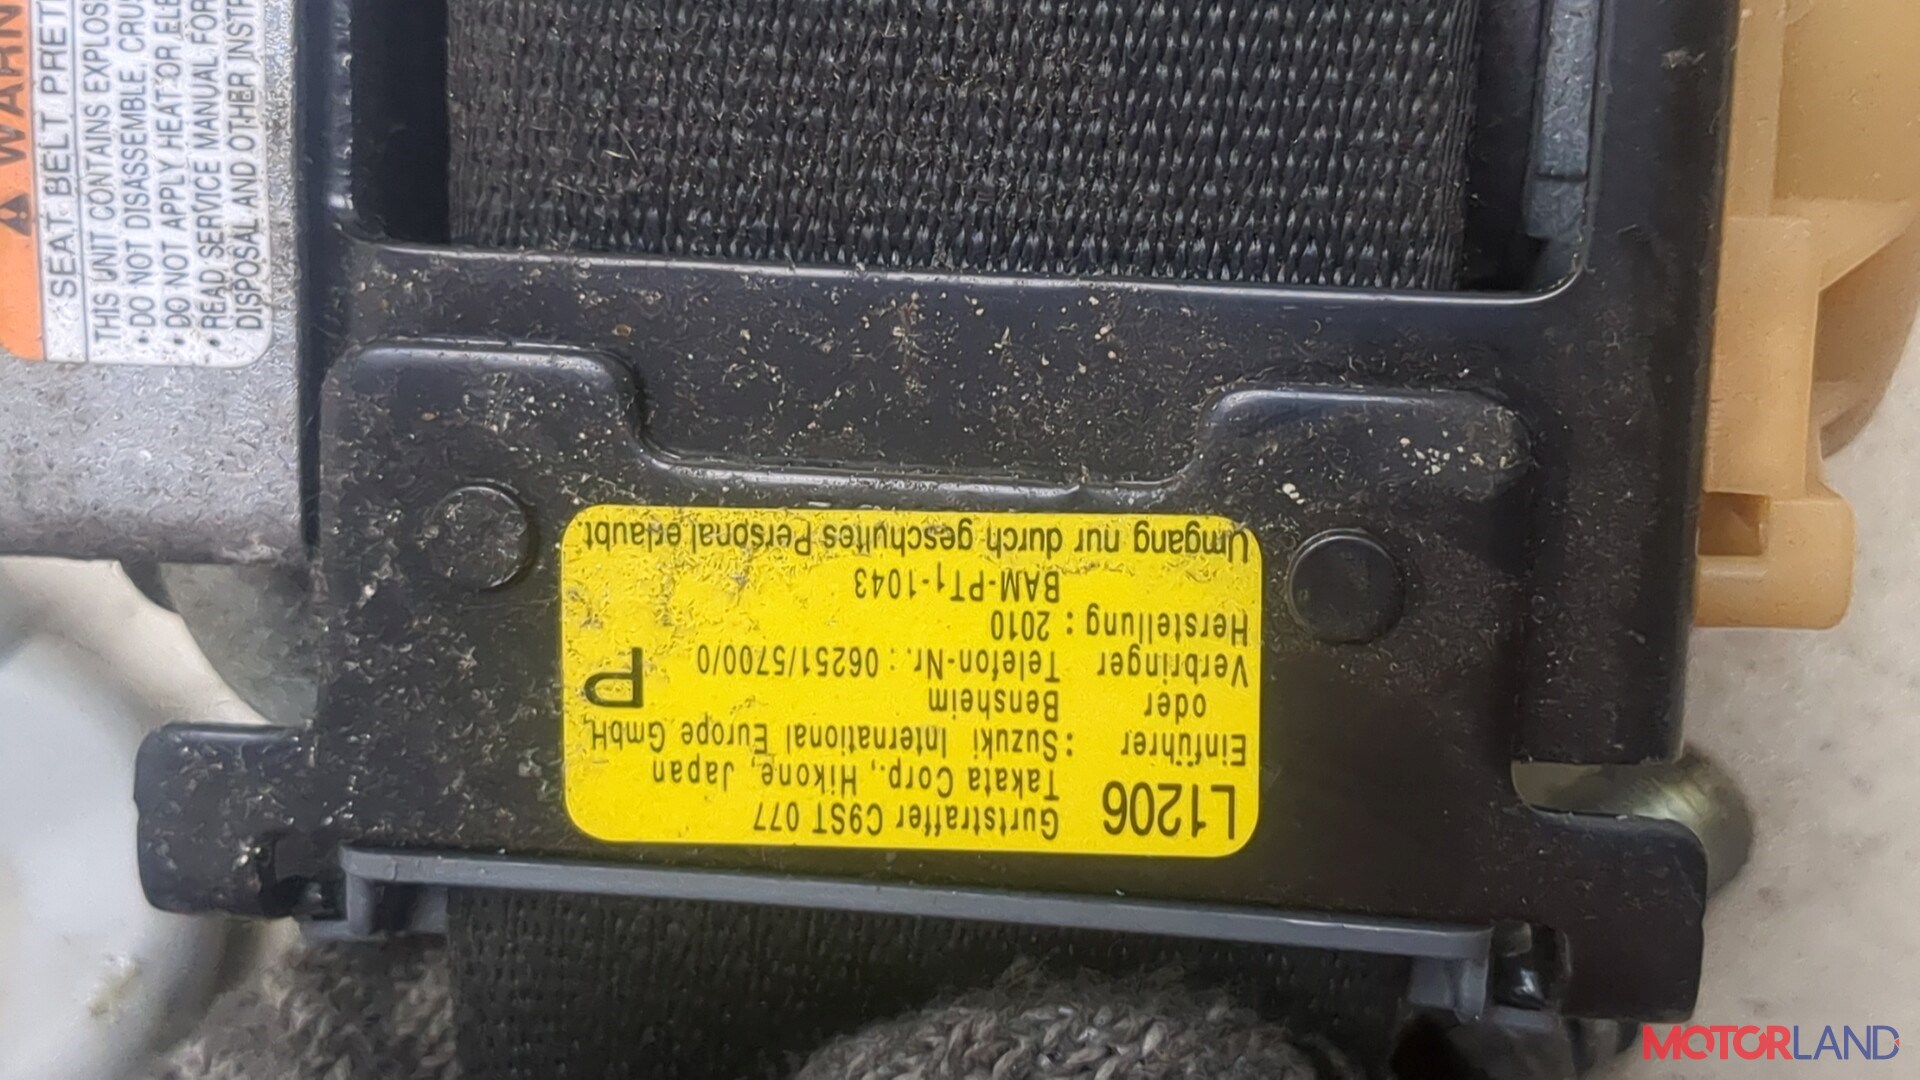 WARN
SEAT BELT PRET
THIS UNIT CONTAINS EXPLOS
• DO NOT DISASSEMBLE, CRUS
• DO NOT APPLY HEAT OR ELE
• READ SERVICE MANUAL FOR
DISPOSAL AND OTHER INSTR
L1206 Gurtstraffer C9ST 077
Takata Corp., Hikone, Japan
Einführer : Suzuki International Europe GmbH,
oder Bensheim
Verbringer Telefon-Nr. : 06251/5700/0
P
Herstellung : 2010
BAM-PT1-1043
Umgang nur durch geschultes Personal erlaubt.
MOTORLAND